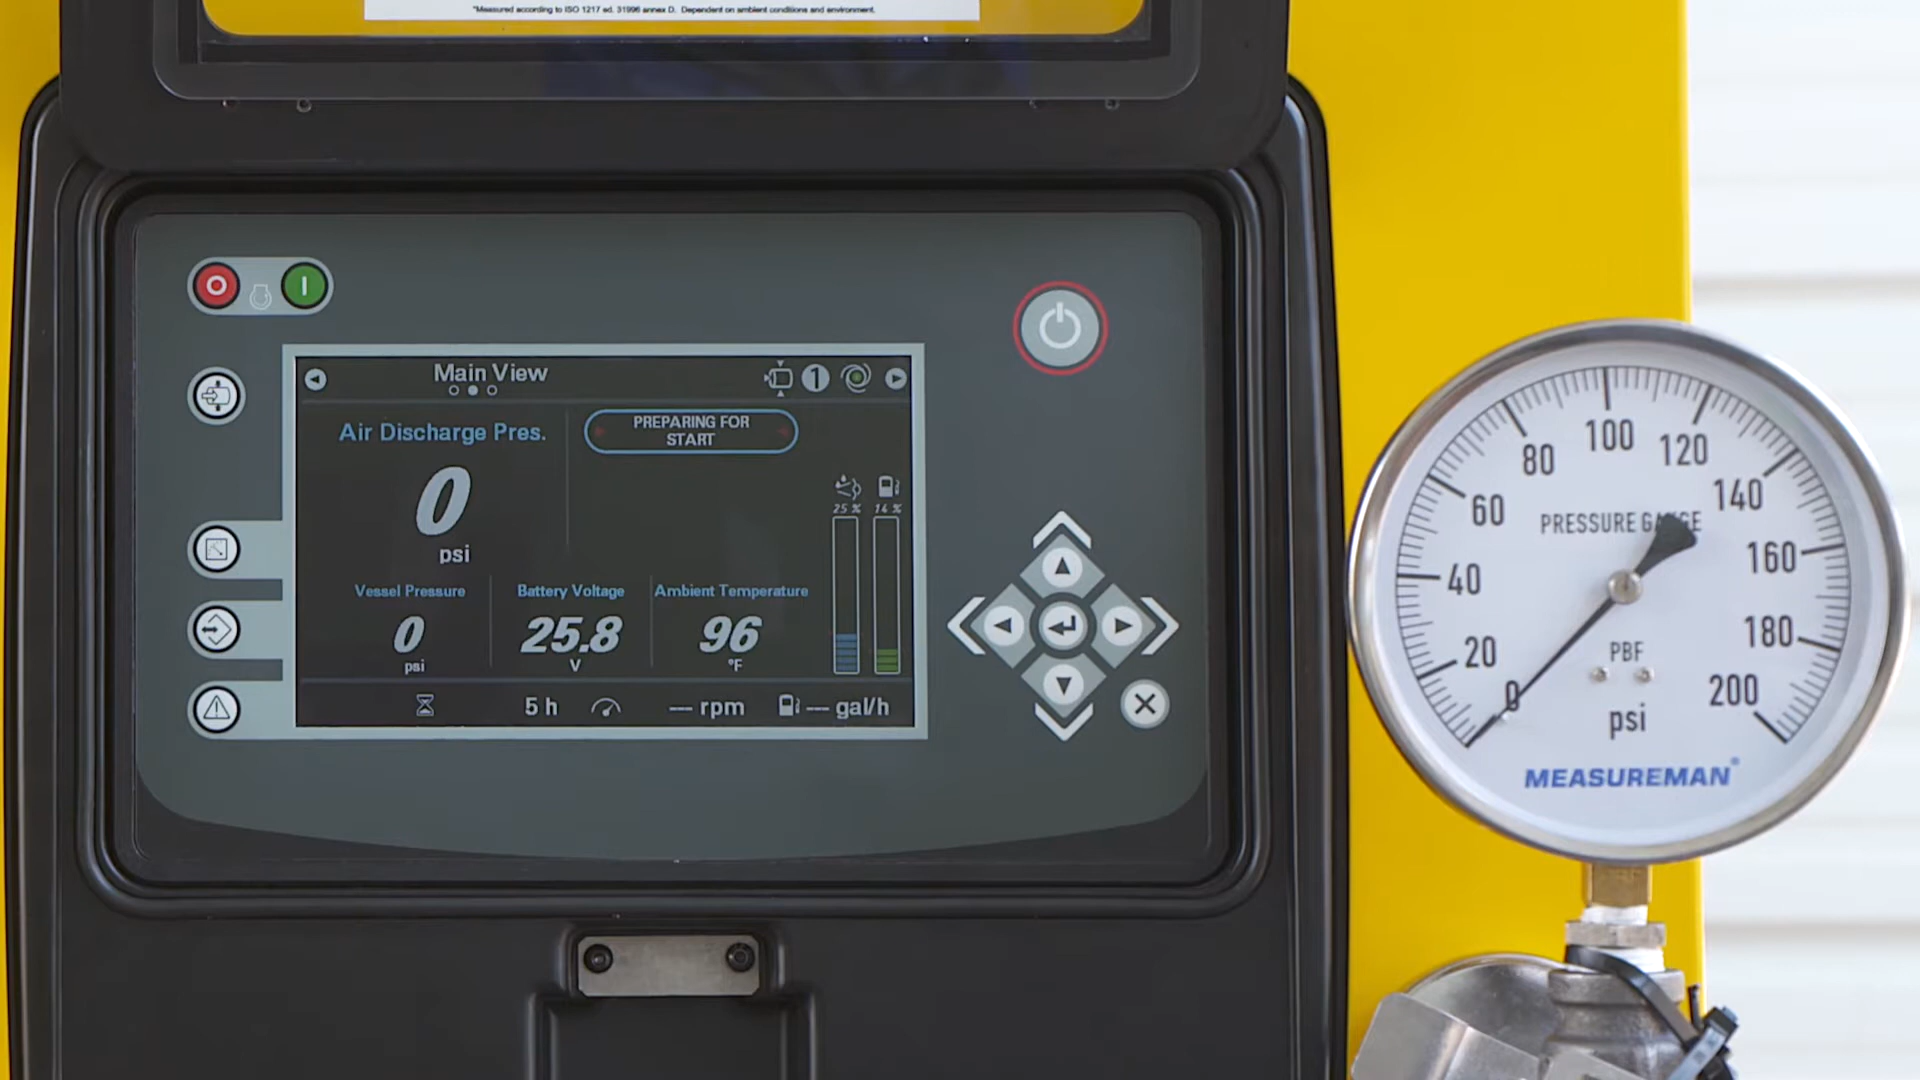 *Measured according to ISO 1217 ed. 31996 annex D. Dependent on ambient conditions and environment.
Main View
1
Air Discharge Pres.
PREPARING FOR
START
0
psi
25 %
14 %
Vessel Pressure
Battery Voltage
Ambient Temperature
0
25.8
96
psi
V
°F
5 h
--- rpm
--- gal/h
0
20
40
60
80
100
120
140
160
180
200
PRESSURE GAUGE
PBF
psi
MEASUREMAN®